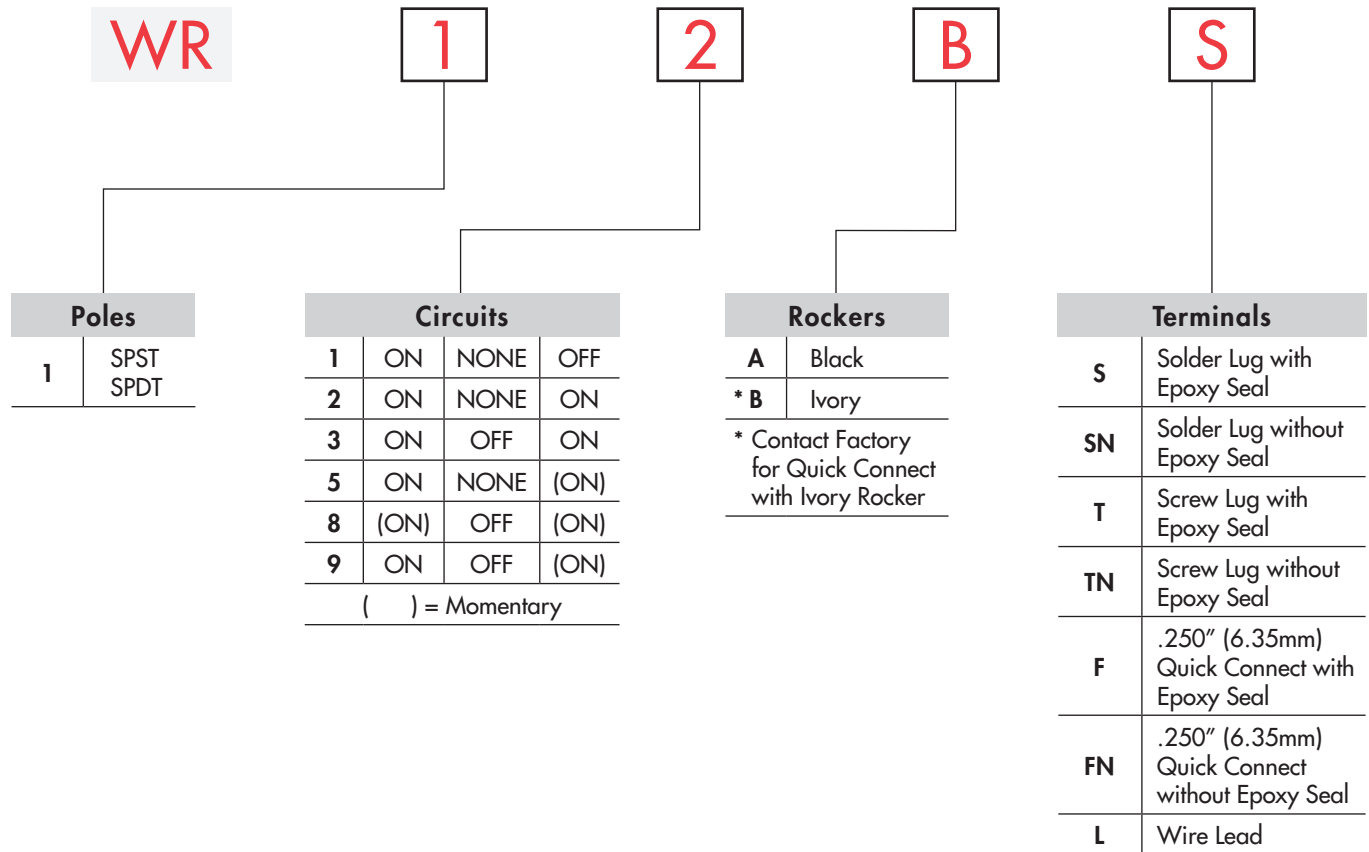 WR 1 2 B S
Poles
1 SPST
SPDT
Circuits
1 ON NONE OFF
2 ON NONE ON
3 ON OFF ON
5 ON NONE (ON)
8 (ON) OFF (ON)
9 ON OFF (ON)
( ) = Momentary
Rockers
A Black
* B Ivory
* Contact Factory
for Quick Connect
with Ivory Rocker
Terminals
S Solder Lug with
Epoxy Seal
SN Solder Lug without
Epoxy Seal
T Screw Lug with
Epoxy Seal
TN Screw Lug without
Epoxy Seal
F .250″ (6.35mm)
Quick Connect with
Epoxy Seal
FN .250″ (6.35mm)
Quick Connect
without Epoxy Seal
L Wire Lead